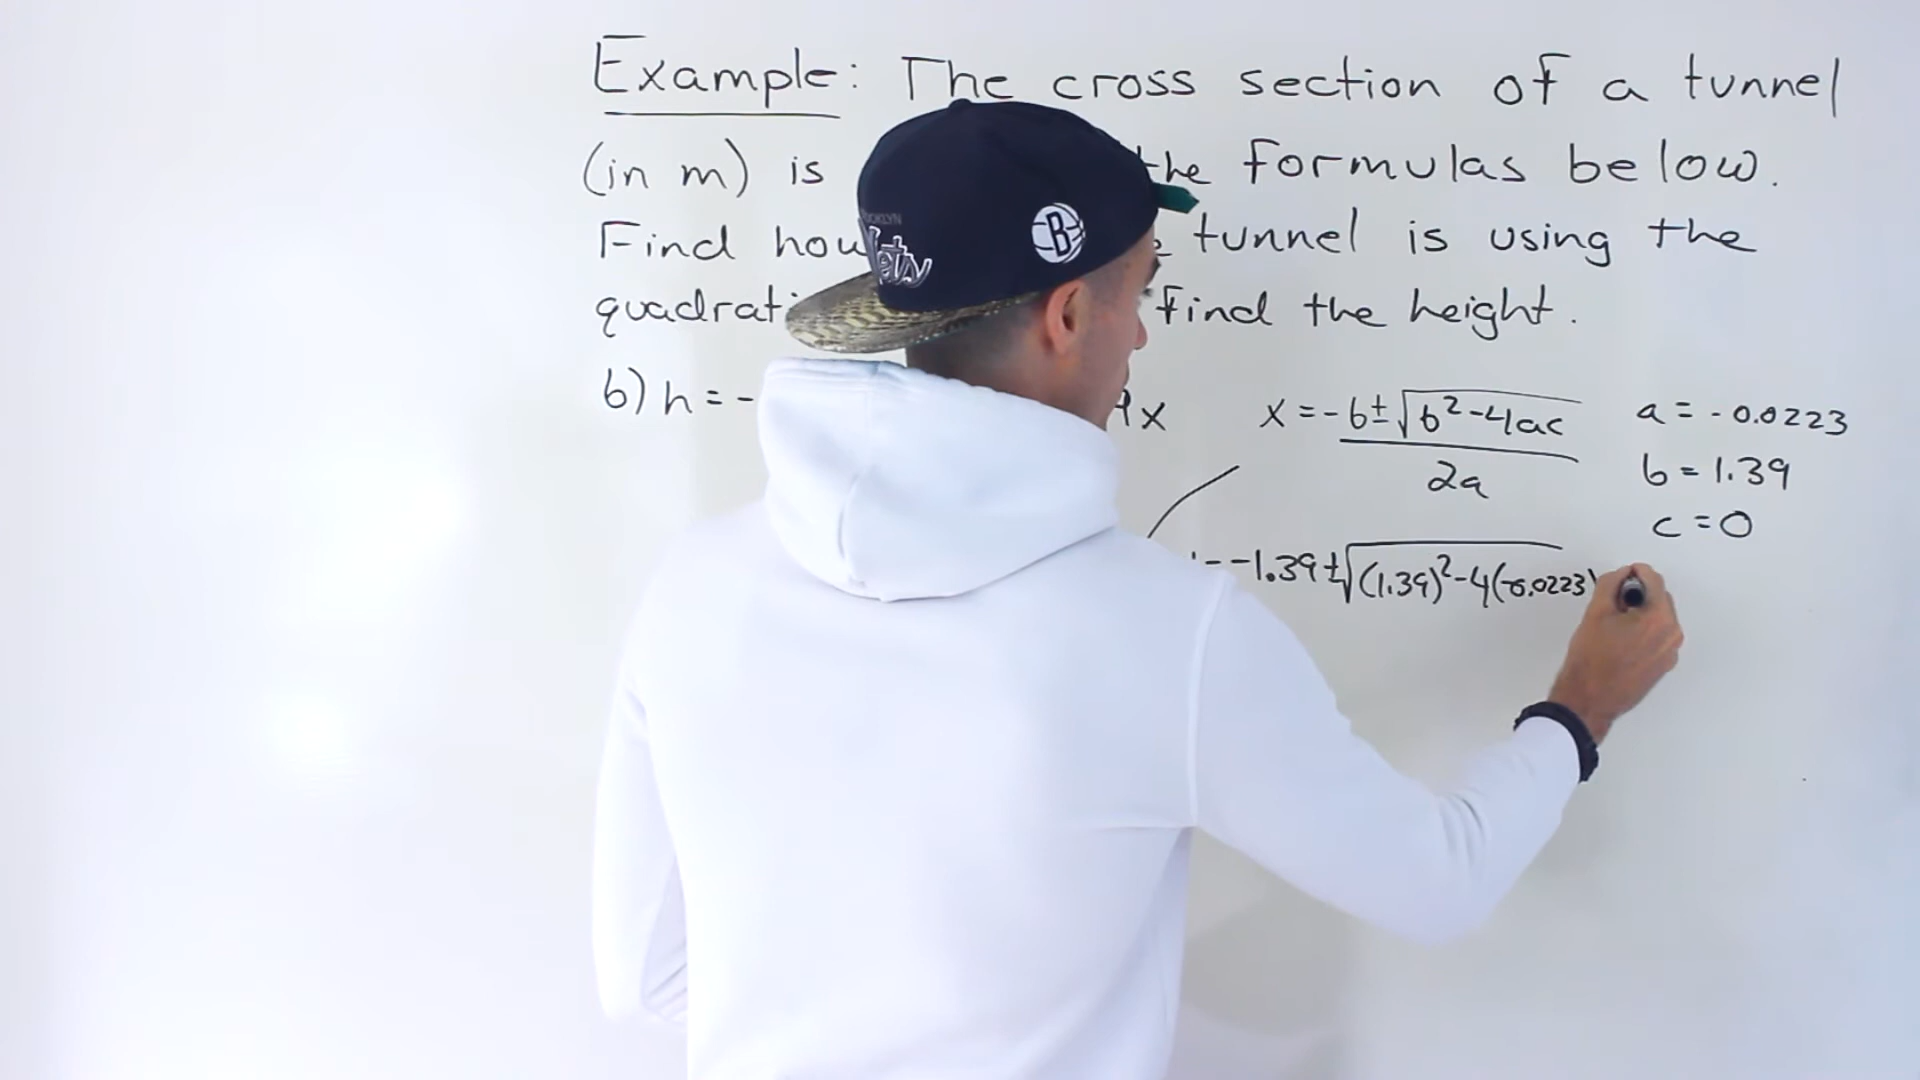 Example: The cross section of a tunnel
(in m) is the formulas below.
Find how tunnel is using the
find the height.
b) h = - x
x = -b ± √b² - 4ac
2a
a = -0.0223
b = 1.39
c = 0
= -1.39 ± √(1.39)² - 4(-0.0223)
Nets
B